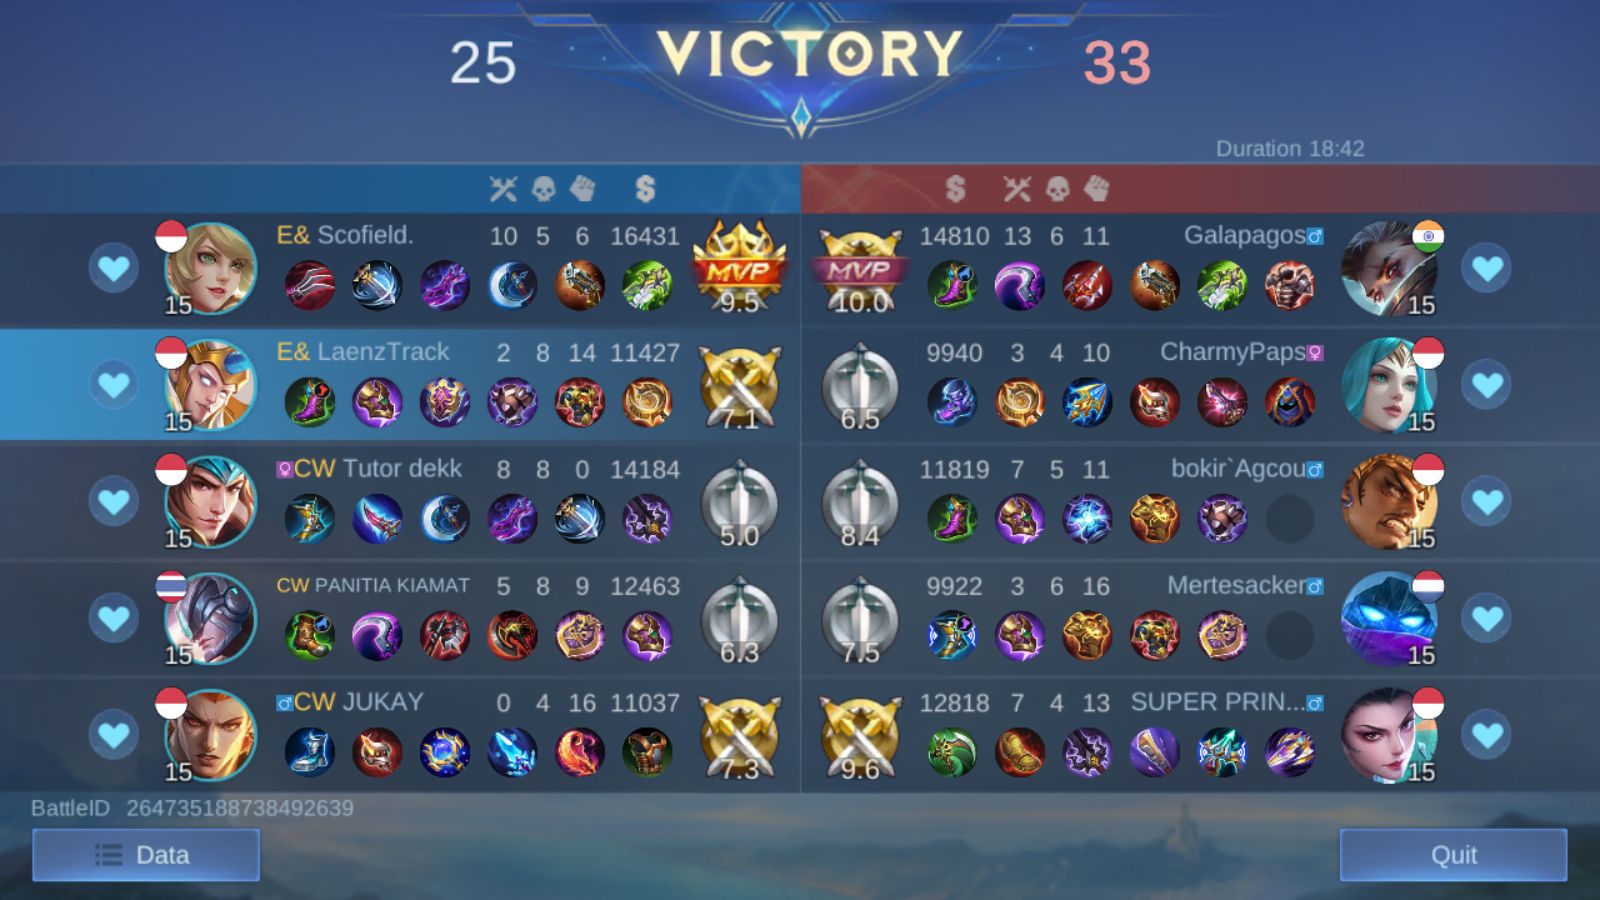 VICTORY
25
33
Duration 18:42
E& Scofield. 10 5 6 16431
15
MVP
9.5
14810 13 6 11 Galapagos
MVP
10.0
15
E& LaenzTrack 2 8 14 11427
15
7.1
9940 3 4 10 CharmyPaps
6.5
15
CW Tutor dekk 8 8 0 14184
15
5.0
11819 7 5 11 bokir`Agcou
8.4
15
CW PANITIA KIAMAT 5 8 9 12463
15
6.3
9922 3 6 16 Mertesacker
7.5
15
CW JUKAY 0 4 16 11037
15
7.3
12818 7 4 13 SUPER PRIN...
9.6
15
BattleID 264735188738492639
Data
Quit